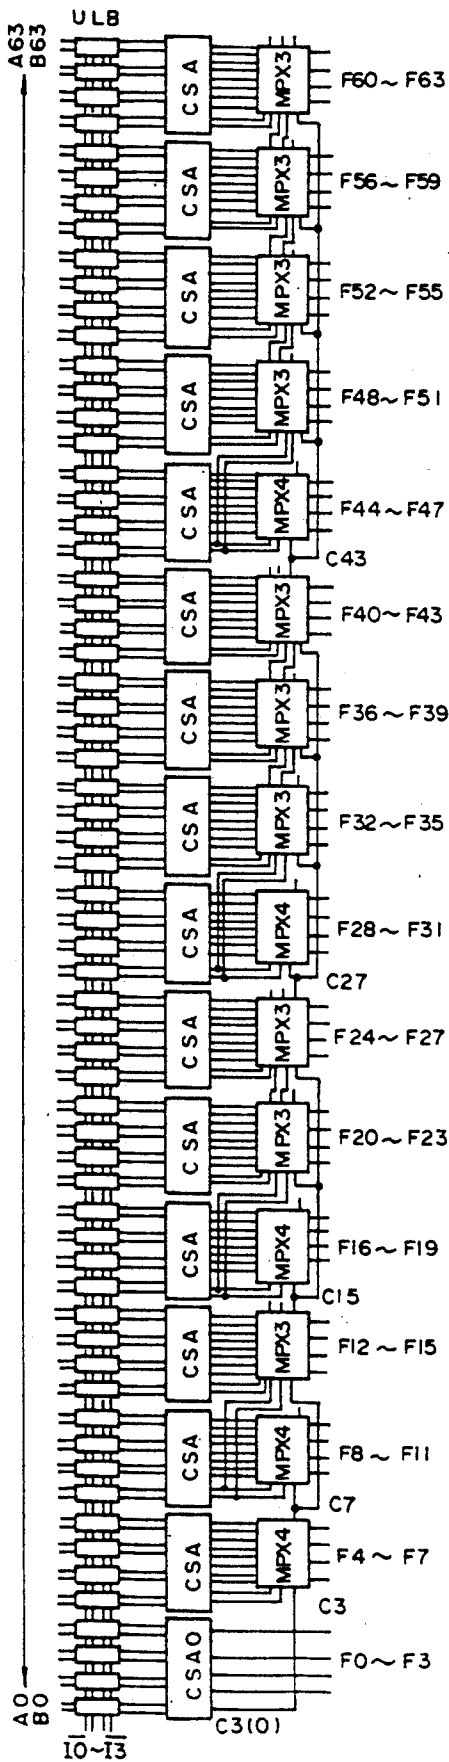 ULB
A63
B63
CSA MPX3 F60~F63
CSA MPX3 F56~F59
CSA MPX3 F52~F55
CSA MPX3 F48~F51
CSA MPX4 F44~F47
C43
CSA MPX3 F40~F43
CSA MPX3 F36~F39
CSA MPX3 F32~F35
CSA MPX4 F28~F31
C27
CSA MPX3 F24~F27
CSA MPX3 F20~F23
CSA MPX4 F16~F19
C15
CSA MPX3 F12~F15
CSA MPX4 F8~F11
C7
CSA MPX4 F4~F7
C3
CSA0 F0~F3
A0
B0
C3(0)
I̅0̅~I̅3̅